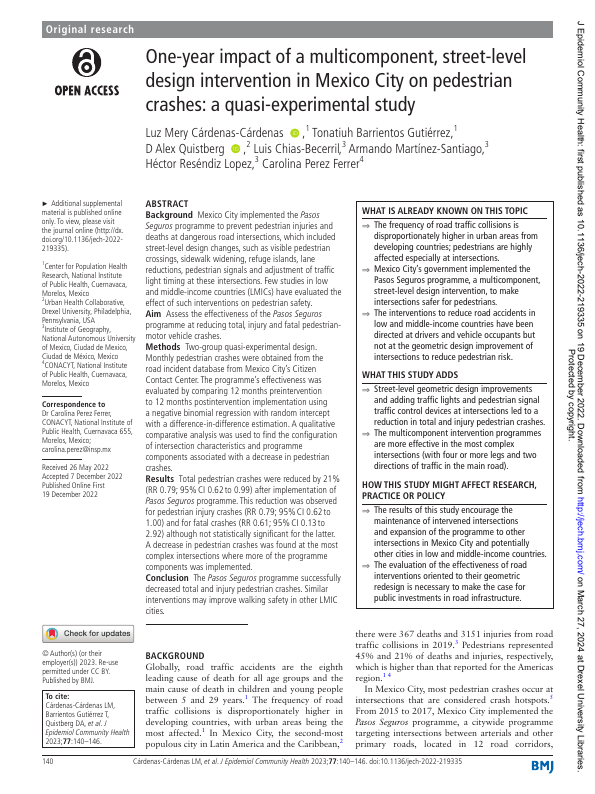 Original research
OPEN ACCESS
One-year impact of a multicomponent, street-level
design intervention in Mexico City on pedestrian
crashes: a quasi-experimental study
Luz Mery Cárdenas-Cárdenas ,1 Tonatiuh Barrientos Gutiérrez,1
D Alex Quistberg ,2 Luis Chias-Becerril,3 Armando Martínez-Santiago,3
Héctor Reséndiz Lopez,3 Carolina Perez Ferrer4
► Additional supplemental
material is published online
only. To view, please visit
the journal online (http://dx.
doi.org/10.1136/jech-2022-
219335).
1Center for Population Health
Research, National Institute
of Public Health, Cuernavaca,
Morelos, Mexico
2Urban Health Collaborative,
Drexel University, Philadelphia,
Pennsylvania, USA
3Institute of Geography,
National Autonomous University
of Mexico, Ciudad de Mexico,
Ciudad de México, Mexico
4CONACYT, National Institute
of Public Health, Cuernavaca,
Morelos, Mexico
Correspondence to
Dr Carolina Perez Ferrer,
CONACYT, National Institute of
Public Health, Cuernavaca 655,
Morelos, Mexico;
carolina.perez@insp.mx
Received 26 May 2022
Accepted 7 December 2022
Published Online First
19 December 2022
Check for updates
© Author(s) (or their
employer(s)) 2023. Re-use
permitted under CC BY.
Published by BMJ.
To cite:
Cárdenas-Cárdenas LM,
Barrientos Gutiérrez T,
Quistberg DA, et al. J
Epidemiol Community Health
2023;77:140–146.
ABSTRACT
Background Mexico City implemented the Pasos
Seguros programme to prevent pedestrian injuries and
deaths at dangerous road intersections, which included
street-level design changes, such as visible pedestrian
crossings, sidewalk widening, refuge islands, lane
reductions, pedestrian signals and adjustment of traffic
light timing at these intersections. Few studies in low
and middle-income countries (LMICs) have evaluated the
effect of such interventions on pedestrian safety.
Aim Assess the effectiveness of the Pasos Seguros
programme at reducing total, injury and fatal pedestrian-
motor vehicle crashes.
Methods Two-group quasi-experimental design.
Monthly pedestrian crashes were obtained from the
road incident database from Mexico City's Citizen
Contact Center. The programme's effectiveness was
evaluated by comparing 12 months preintervention
to 12 months postintervention implementation using
a negative binomial regression with random intercept
with a difference-in-difference estimation. A qualitative
comparative analysis was used to find the configuration
of intersection characteristics and programme
components associated with a decrease in pedestrian
crashes.
Results Total pedestrian crashes were reduced by 21%
(RR 0.79; 95% CI 0.62 to 0.99) after implementation of
Pasos Seguros programme. This reduction was observed
for pedestrian injury crashes (RR 0.79; 95% CI 0.62 to
1.00) and for fatal crashes (RR 0.61; 95% CI 0.13 to
2.92) although not statistically significant for the latter.
A decrease in pedestrian crashes was found at the most
complex intersections where more of the programme
components was implemented.
Conclusion The Pasos Seguros programme successfully
decreased total and injury pedestrian crashes. Similar
interventions may improve walking safety in other LMIC
cities.
WHAT IS ALREADY KNOWN ON THIS TOPIC
⇒ The frequency of road traffic collisions is
disproportionately higher in urban areas from
developing countries; pedestrians are highly
affected especially at intersections.
⇒ Mexico City's government implemented the
Pasos Seguros programme, a multicomponent,
street-level design intervention, to make
intersections safer for pedestrians.
⇒ The interventions to reduce road accidents in
low and middle-income countries have been
directed at drivers and vehicle occupants but
not at the geometric design improvement of
intersections to reduce pedestrian risk.
WHAT THIS STUDY ADDS
⇒ Street-level geometric design improvements
and adding traffic lights and pedestrian signal
traffic control devices at intersections led to a
reduction in total and injury pedestrian crashes.
⇒ The multicomponent intervention programmes
are more effective in the most complex
intersections (with four or more legs and two
directions of traffic in the main road).
HOW THIS STUDY MIGHT AFFECT RESEARCH,
PRACTICE OR POLICY
⇒ The results of this study encourage the
maintenance of intervened intersections
and expansion of the programme to other
intersections in Mexico City and potentially
other cities in low and middle-income countries.
⇒ The evaluation of the effectiveness of road
interventions oriented to their geometric
redesign is necessary to make the case for
public investments in road infrastructure.
BACKGROUND
Globally, road traffic accidents are the eighth
leading cause of death for all age groups and the
main cause of death in children and young people
between 5 and 29 years.1 The frequency of road
traffic collisions is disproportionately higher in
developing countries, with urban areas being the
most affected.1 In Mexico City, the second-most
populous city in Latin America and the Caribbean,2
there were 367 deaths and 3151 injuries from road
traffic collisions in 2019.3 Pedestrians represented
45% and 21% of deaths and injuries, respectively,
which is higher than that reported for the Americas
region.1 4
In Mexico City, most pedestrian crashes occur at
intersections that are considered crash hotspots.5
From 2015 to 2017, Mexico City implemented the
Pasos Seguros programme, a citywide programme
targeting intersections between arterials and other
primary roads, located in 12 road corridors,
140
Cárdenas-Cárdenas LM, et al. J Epidemiol Community Health 2023;77:140–146. doi:10.1136/jech-2022-219335
BMJ
J Epidemiol Community Health: first published as 10.1136/jech-2022-219335 on 19 December 2022. Downloaded from http://jech.bmj.com/ on March 27, 2024 at Drexel University Libraries.
Protected by copyright.